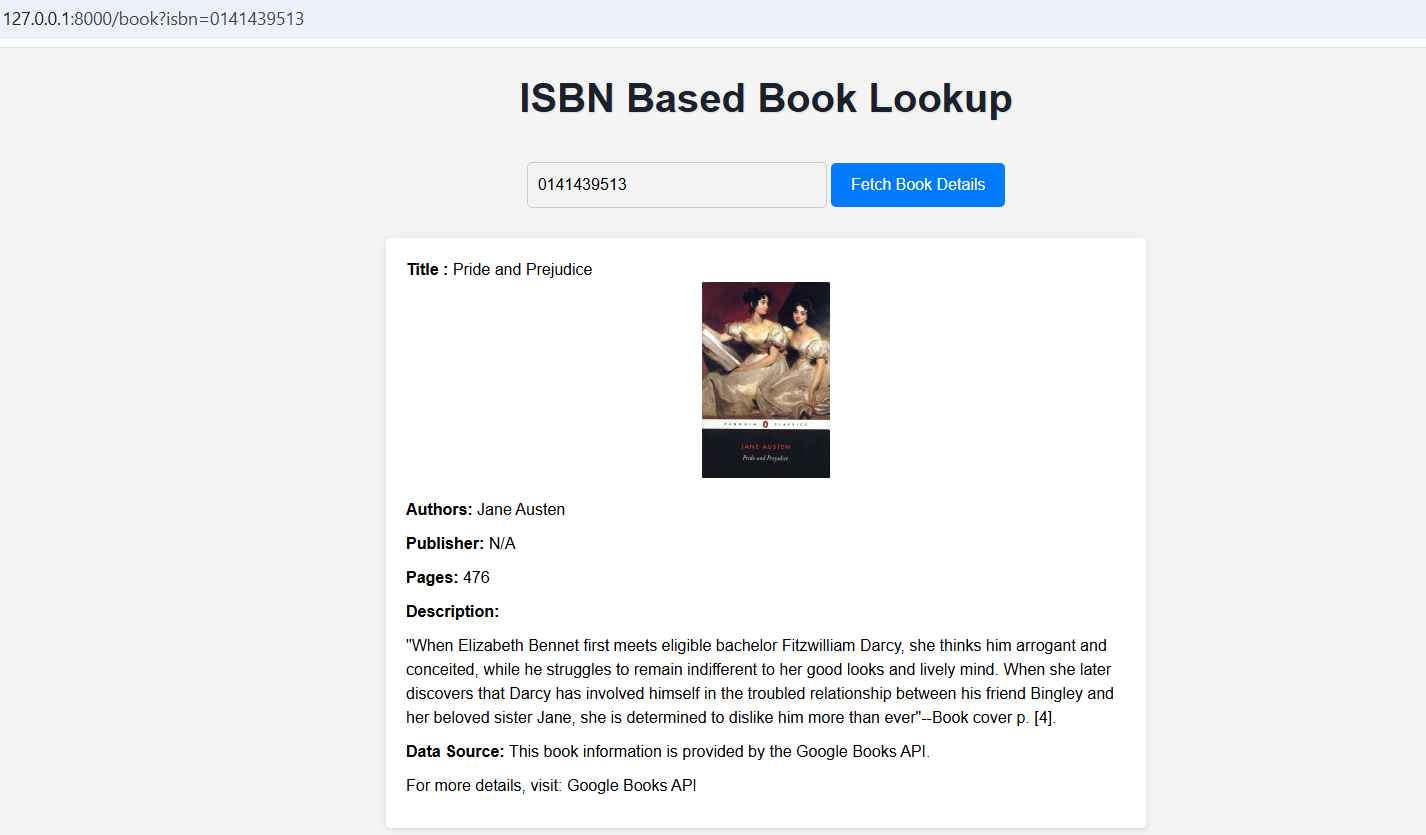 127.0.0.1:8000/book?isbn=0141439513
ISBN Based Book Lookup
0141439513
Fetch Book Details
Title : Pride and Prejudice
PENGUIN CLASSICS
JANE AUSTEN
Pride and Prejudice
Authors: Jane Austen
Publisher: N/A
Pages: 476
Description:
"When Elizabeth Bennet first meets eligible bachelor Fitzwilliam Darcy, she thinks him arrogant and
conceited, while he struggles to remain indifferent to her good looks and lively mind. When she later
discovers that Darcy has involved himself in the troubled relationship between his friend Bingley and
her beloved sister Jane, she is determined to dislike him more than ever"--Book cover p. [4].
Data Source: This book information is provided by the Google Books API.
For more details, visit: Google Books API